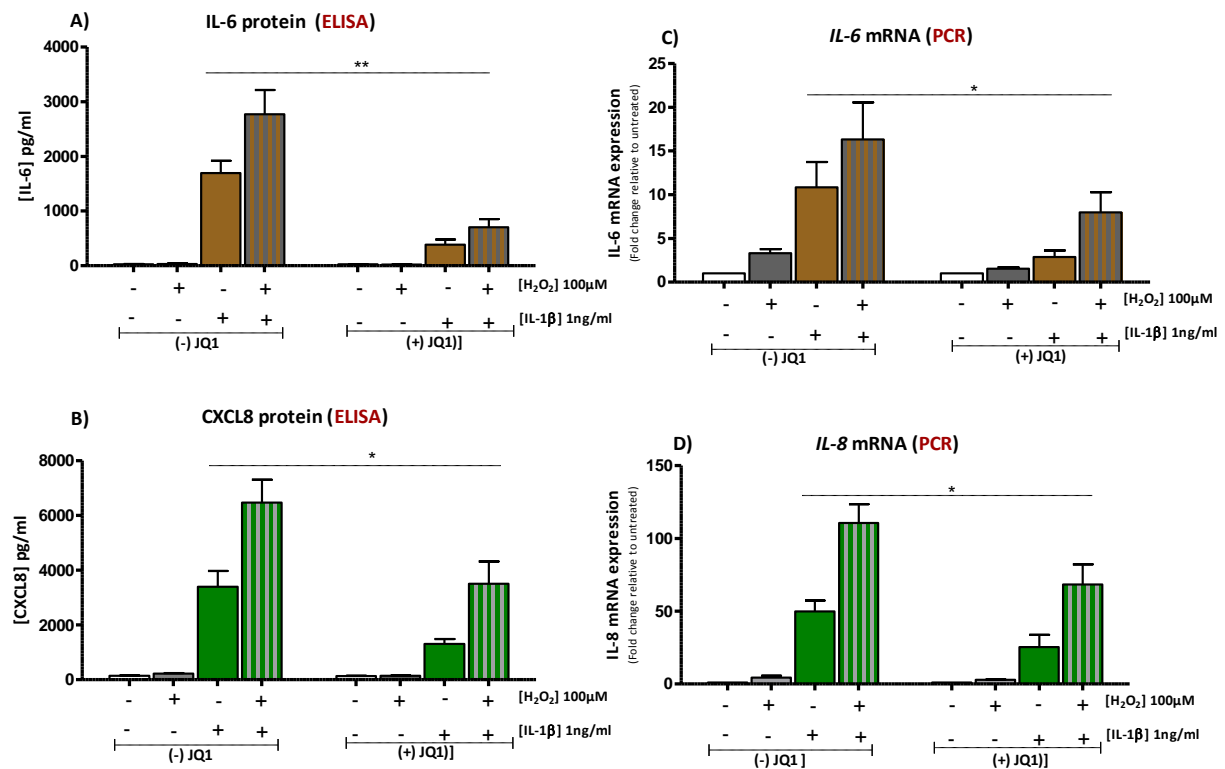 A)
IL-6 protein (ELISA)
4000
3000
2000
1000
0
[IL-6] pg/ml
**
- + - + - + - + [H₂O₂] 100μM
- - + + - - + + [IL-1β] 1ng/ml
(-) JQ1 (+) JQ1)]
C)
IL-6 mRNA (PCR)
25
20
15
10
5
0
IL-6 mRNA expression
(Fold change relative to untreated)
*
- + - + - + - + [H₂O₂] 100μM
- - + + - - + + [IL-1β] 1ng/ml
(-) JQ1 (+) JQ1)
B)
CXCL8 protein (ELISA)
8000
6000
4000
2000
0
[CXCL8] pg/ml
*
- + - + - + - + [H₂O₂] 100μM
- - + + - - + + [IL-1β] 1ng/ml
(-) JQ1 (+) JQ1)]
D)
IL-8 mRNA (PCR)
150
100
50
0
IL-8 mRNA expression
(Fold change relative to untreated)
*
- + - + - + - + [H₂O₂] 100μM
- - + + - - + + [IL-1β] 1ng/ml
(-) JQ1 ] (+) JQ1)]